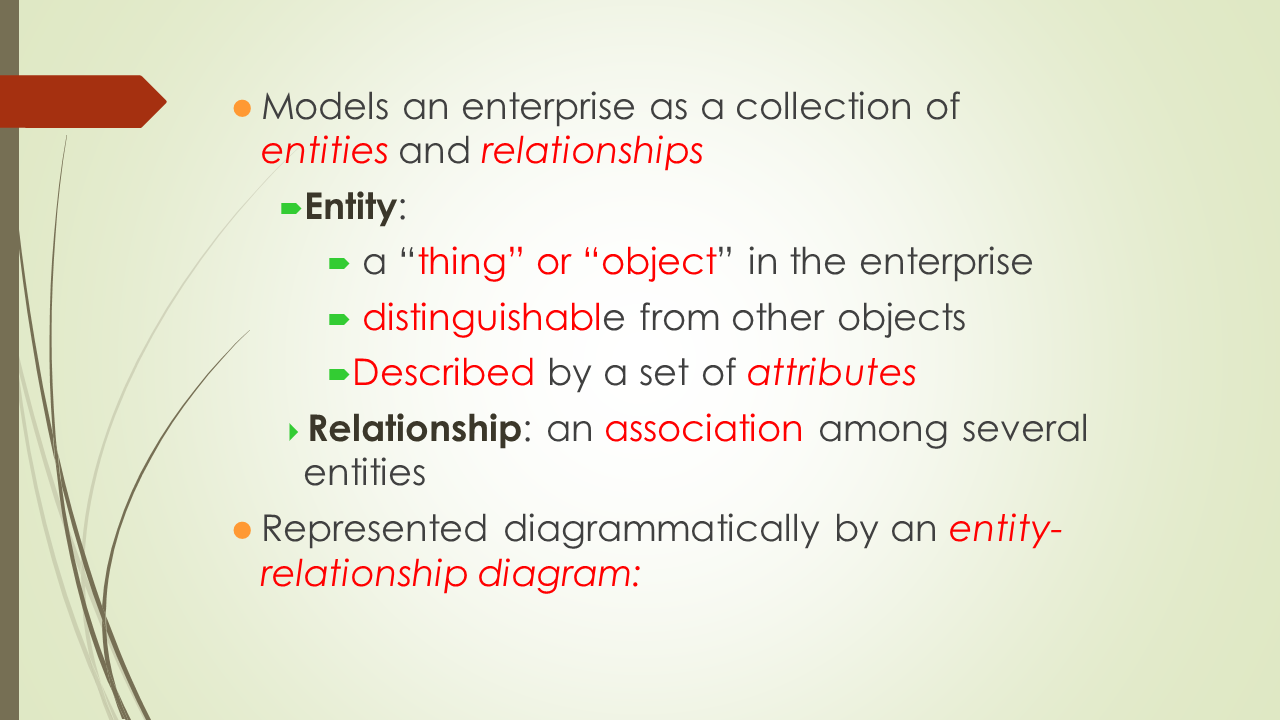 Models an enterprise as a collection of
entities and relationships
Entity:
a “thing” or “object” in the enterprise
distinguishable from other objects
Described by a set of attributes
Relationship: an association among several
entities
Represented diagrammatically by an entity-
relationship diagram: